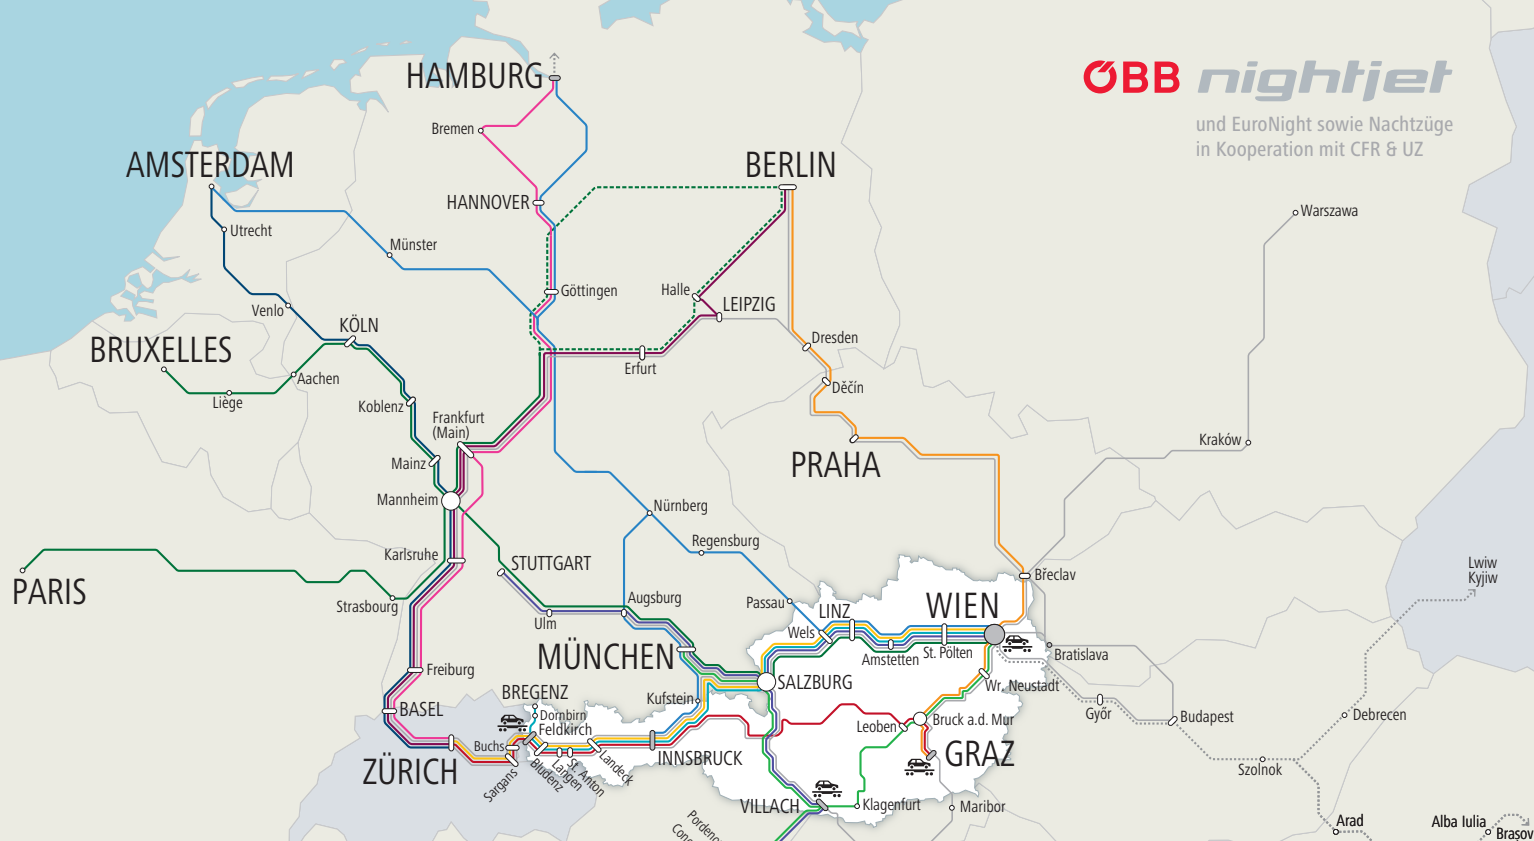 HAMBURG
ÖBB nightjet
und EuroNight sowie Nachtzüge
in Kooperation mit CFR & UZ
Bremen
AMSTERDAM
BERLIN
HANNOVER
Warszawa
Utrecht
Münster
Göttingen
Halle
LEIPZIG
Venlo
KÖLN
Dresden
BRUXELLES
Erfurt
Aachen
Děčín
Liège
Koblenz
Frankfurt
(Main)
Kraków
Mainz
PRAHA
Mannheim
Nürnberg
Regensburg
Karlsruhe
STUTTGART
Lwiw
Kyjiw
Břeclav
PARIS
Strasbourg
Augsburg
Passau
LINZ
WIEN
Ulm
Wels
MÜNCHEN
Amstetten
St. Pölten
Bratislava
Freiburg
SALZBURG
Wr. Neustadt
BREGENZ
Kufstein
BASEL
Dornbirn
Feldkirch
Leoben
Bruck a.d. Mur
Győr
Budapest
Debrecen
Buchs
INNSBRUCK
GRAZ
ZÜRICH
Sargans
Bludenz
Langen
St. Anton
Landeck
Szolnok
VILLACH
Klagenfurt
Maribor
Arad
Alba Iulia
Brașov